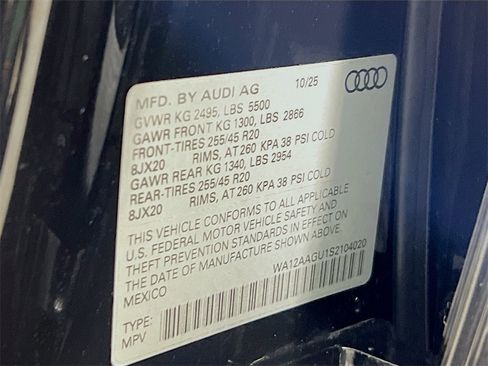 MFD. BY AUDI AG 10/25
GVWR KG 2495, LBS 5500
GAWR FRONT KG 1300, LBS 2866
FRONT-TIRES 255/45 R20
8JX20 RIMS, AT 260 KPA 38 PSI COLD
GAWR REAR KG 1340, LBS 2954
REAR-TIRES 255/45 R20
8JX20 RIMS, AT 260 KPA 38 PSI COLD
THIS VEHICLE CONFORMS TO ALL APPLICABLE
U.S. FEDERAL MOTOR VEHICLE SAFETY AND
THEFT PREVENTION STANDARDS IN EFFECT ON
THE DATE OF MANUFACTURE SHOWN ABOVE.
MEXICO WA12AAGU1S2104020
TYPE:
MPV